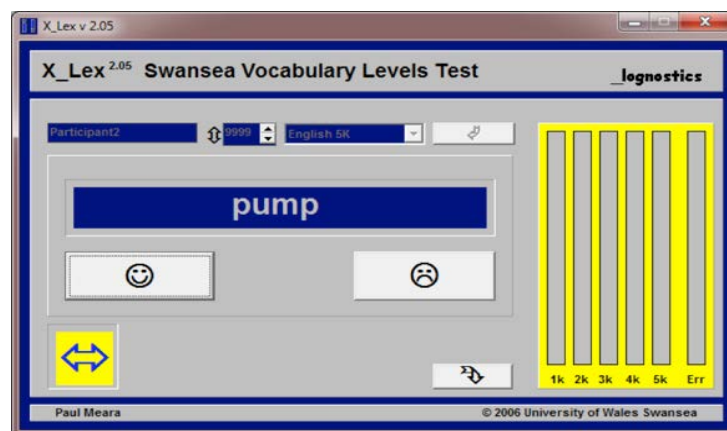 X_Lex v 2.05
X_Lex 2.05 Swansea Vocabulary Levels Test
_lognostics
Participant2 9999 English 5K
pump
1k 2k 3k 4k 5k Err
Paul Meara © 2006 University of Wales Swansea